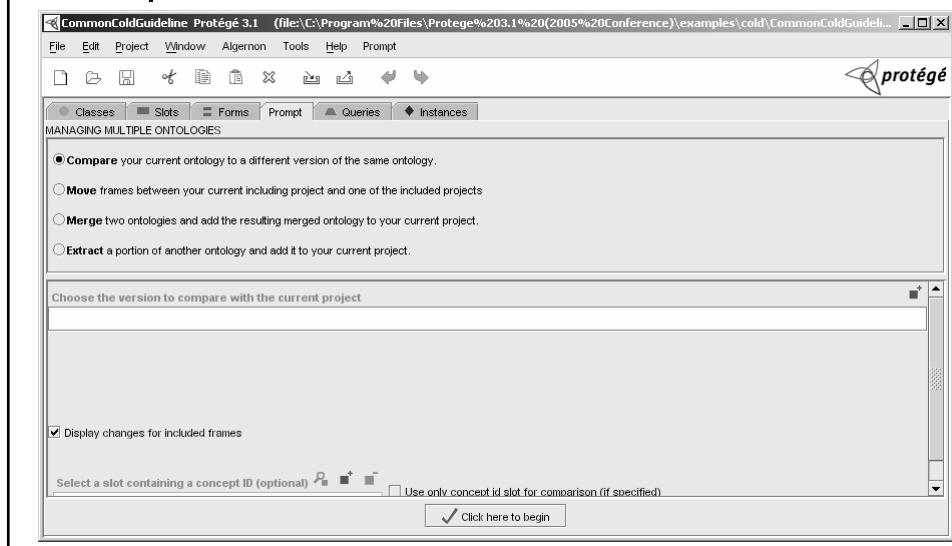 CommonColdGuideline Protégé 3.1 (file:\C:\Program%20Files\Protege%203.1%20(2005%20Conference)\examples\cold\CommonColdGuideli...
File Edit Project Window Algernon Tools Help Prompt
protégé
Classes Slots Forms Prompt Queries Instances
MANAGING MULTIPLE ONTOLOGIES
Compare your current ontology to a different version of the same ontology.
Move frames between your current including project and one of the included projects
Merge two ontologies and add the resulting merged ontology to your current project.
Extract a portion of another ontology and add it to your current project.
Choose the version to compare with the current project
Display changes for included frames
Select a slot containing a concept ID (optional) Use only concept id slot for comparison (if specified)
Click here to begin